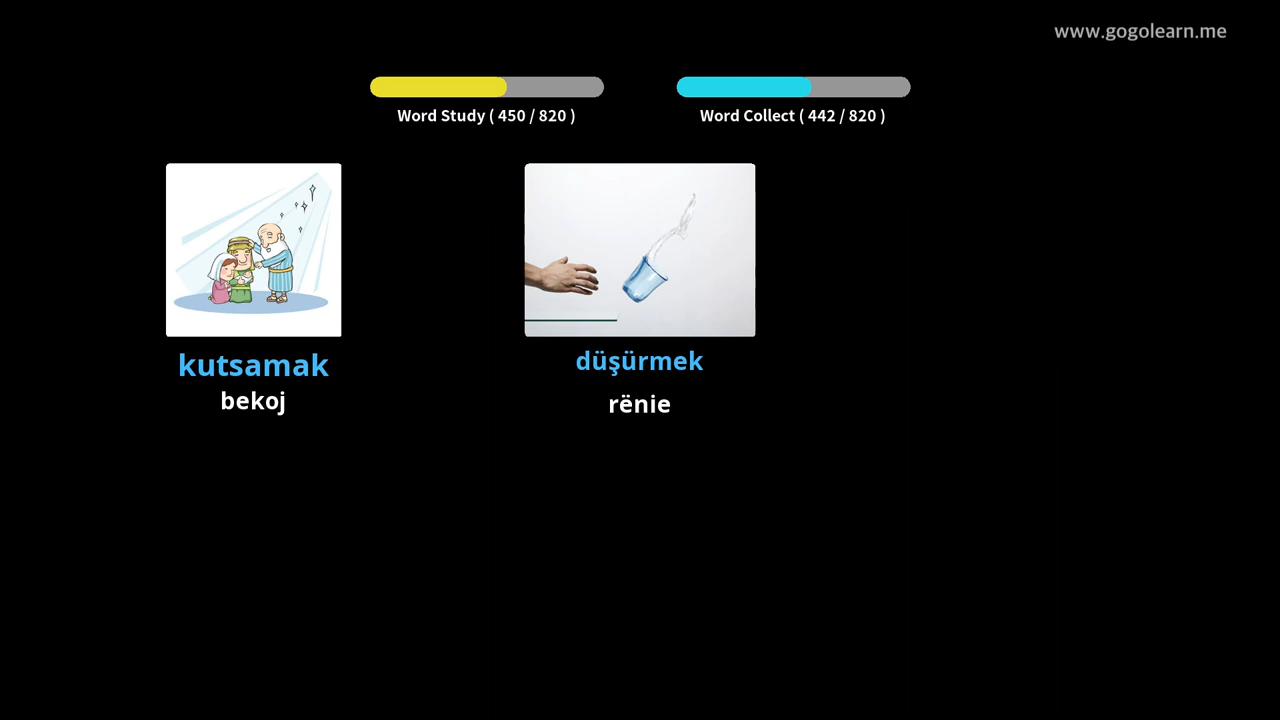 www.gogolearn.me
Word Study ( 450 / 820 )
Word Collect ( 442 / 820 )
kutsamak
bekoj
düşürmek
rënie